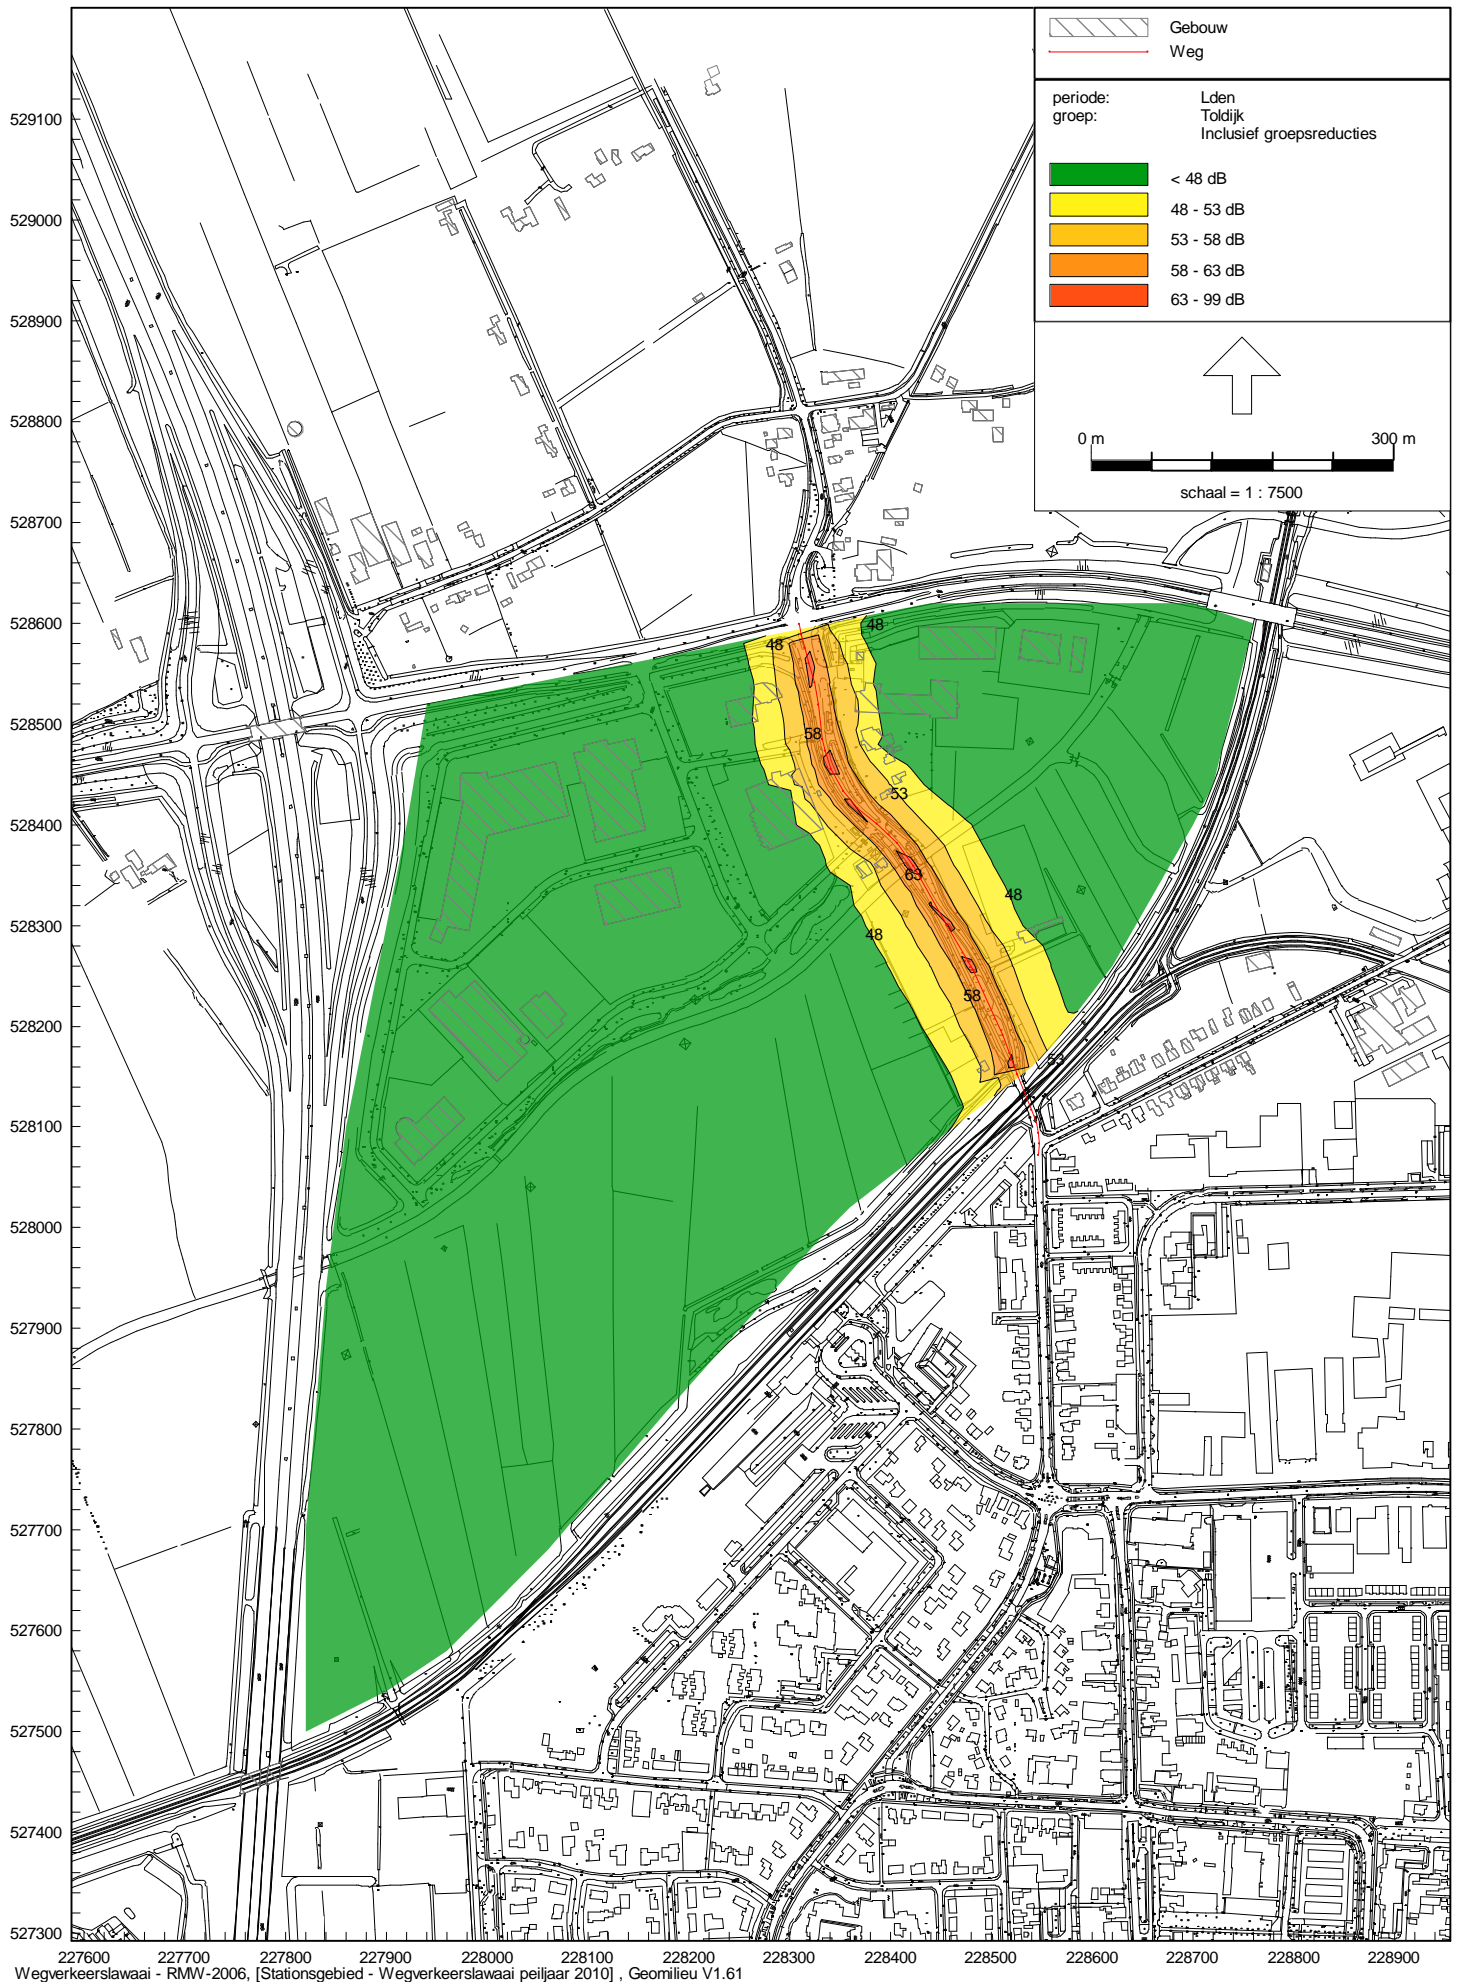 Gebouw
Weg
periode: Lden
groep: Toldijk
Inclusief groepsreducties
< 48 dB
48 - 53 dB
53 - 58 dB
58 - 63 dB
63 - 99 dB
0 m 300 m
schaal = 1 : 7500
529100
529000
528900
528800
528700
528600
528500
528400
528300
528200
528100
528000
527900
527800
527700
527600
527500
527400
527300
48
48
58
53
63
48
48
58
53
227600 227700 227800 227900 228000 228100 228200 228300 228400 228500 228600 228700 228800 228900
Wegverkeerslawaai - RMW-2006, [Stationsgebied - Wegverkeerslawaai peiljaar 2010] , Geomilieu V1.61